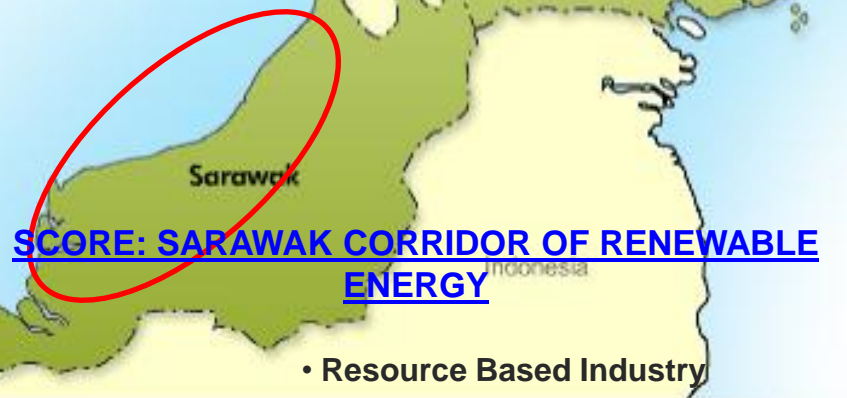 Sarawak
SCORE: SARAWAK CORRIDOR OF RENEWABLE
ENERGY
Indonesia
• Resource Based Industry